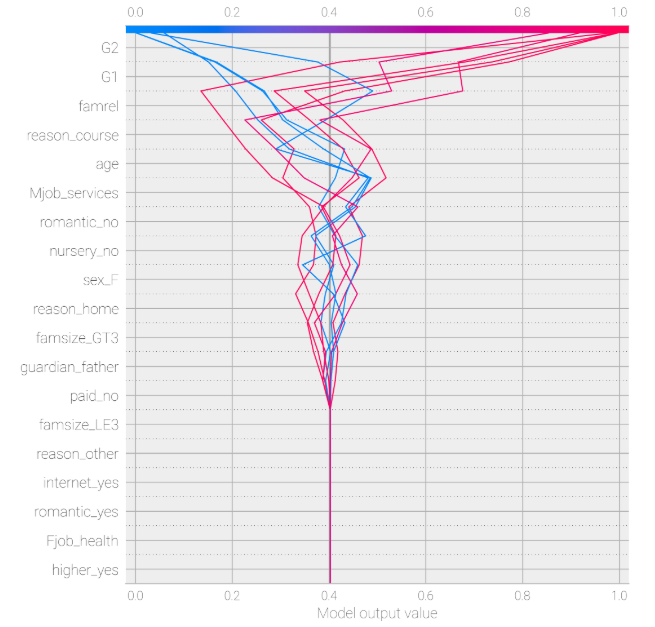 0.0 0.2 0.4 0.6 0.8 1.0
G2
G1
famrel
reason_course
age
Mjob_services
romantic_no
nursery_no
sex_F
reason_home
famsize_GT3
guardian_father
paid_no
famsize_LE3
reason_other
internet_yes
romantic_yes
Fjob_health
higher_yes
0.0 0.2 0.4 0.6 0.8 1.0
Model output value